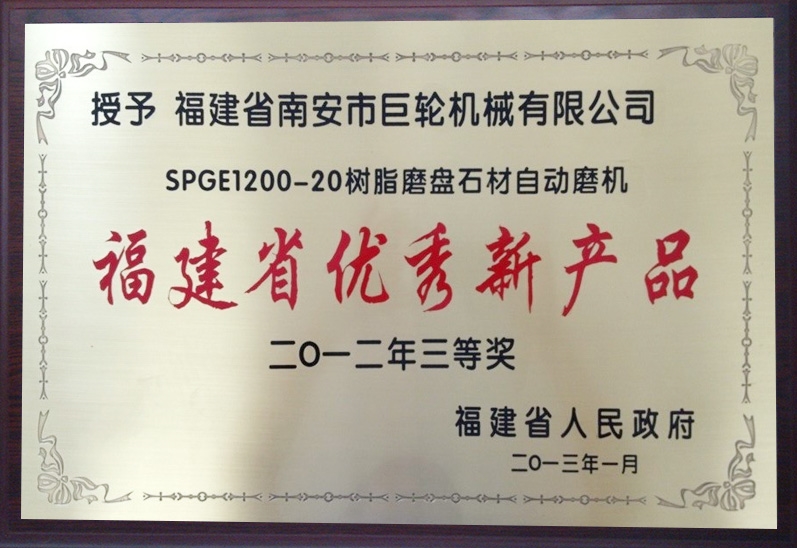 授予 福建省南安市巨轮机械有限公司
SPGE1200-20树脂磨盘石材自动磨机
福建省优秀新产品
二〇一二年三等奖
福建省人民政府
二〇一三年一月